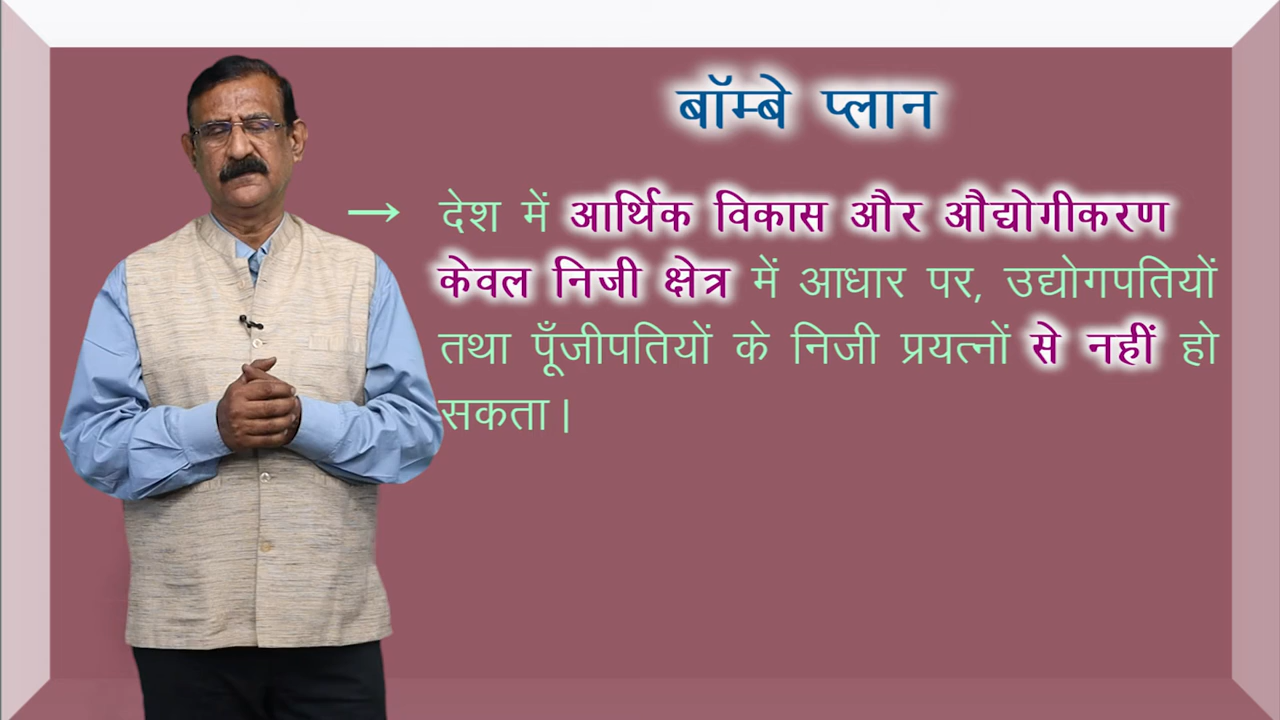 बॉम्बे प्लान
→ देश में आर्थिक विकास और औद्योगीकरण
केवल निजी क्षेत्र में आधार पर, उद्योगपतियों
तथा पूँजीपतियों के निजी प्रयत्नों से नहीं हो
सकता।